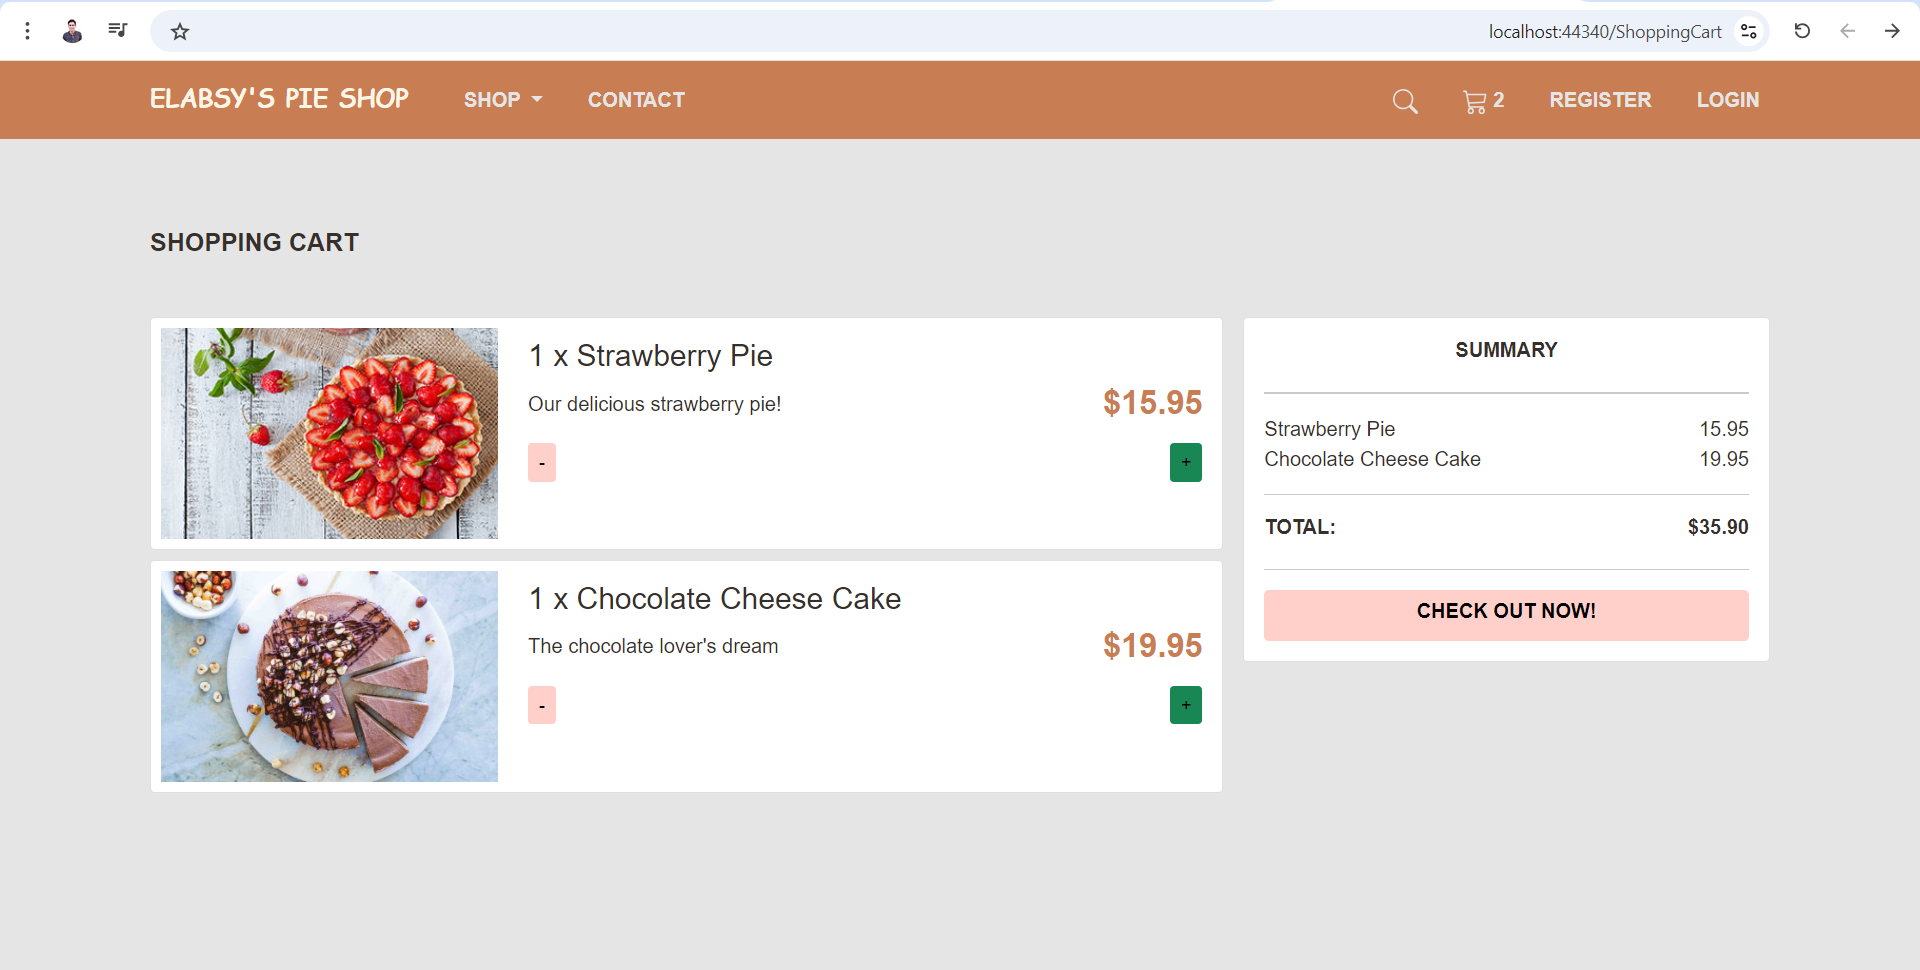 localhost:44340/ShoppingCart
ELABSY'S PIE SHOP SHOP CONTACT 2 REGISTER LOGIN
SHOPPING CART
1 x Strawberry Pie
Our delicious strawberry pie!
$15.95
- +
1 x Chocolate Cheese Cake
The chocolate lover's dream
$19.95
- +
SUMMARY
Strawberry Pie 15.95
Chocolate Cheese Cake 19.95
TOTAL: $35.90
CHECK OUT NOW!